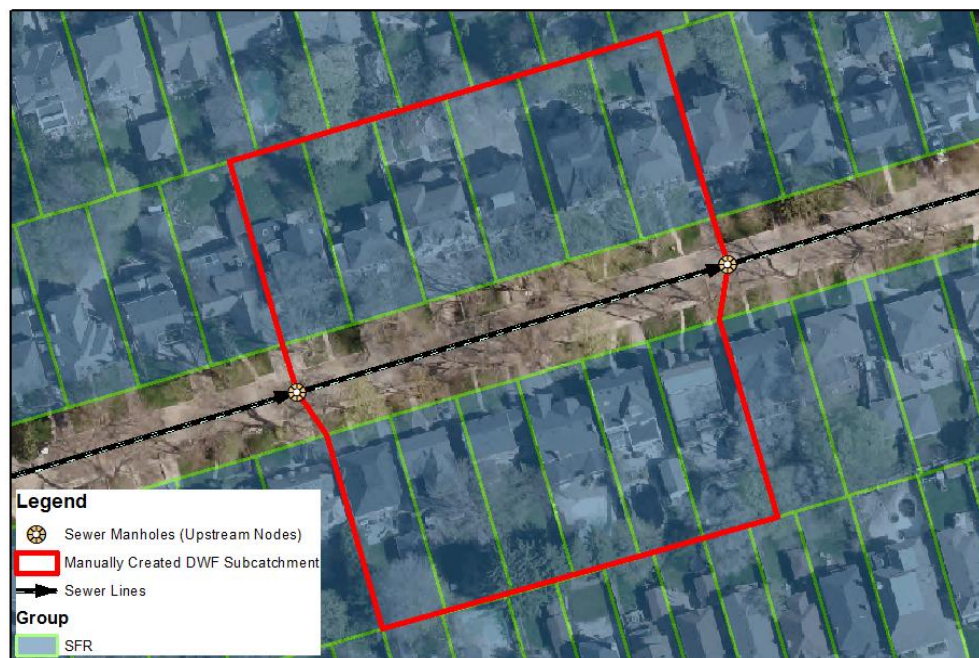 Legend
Sewer Manholes (Upstream Nodes)
Manually Created DWF Subcatchment
Sewer Lines
Group
SFR